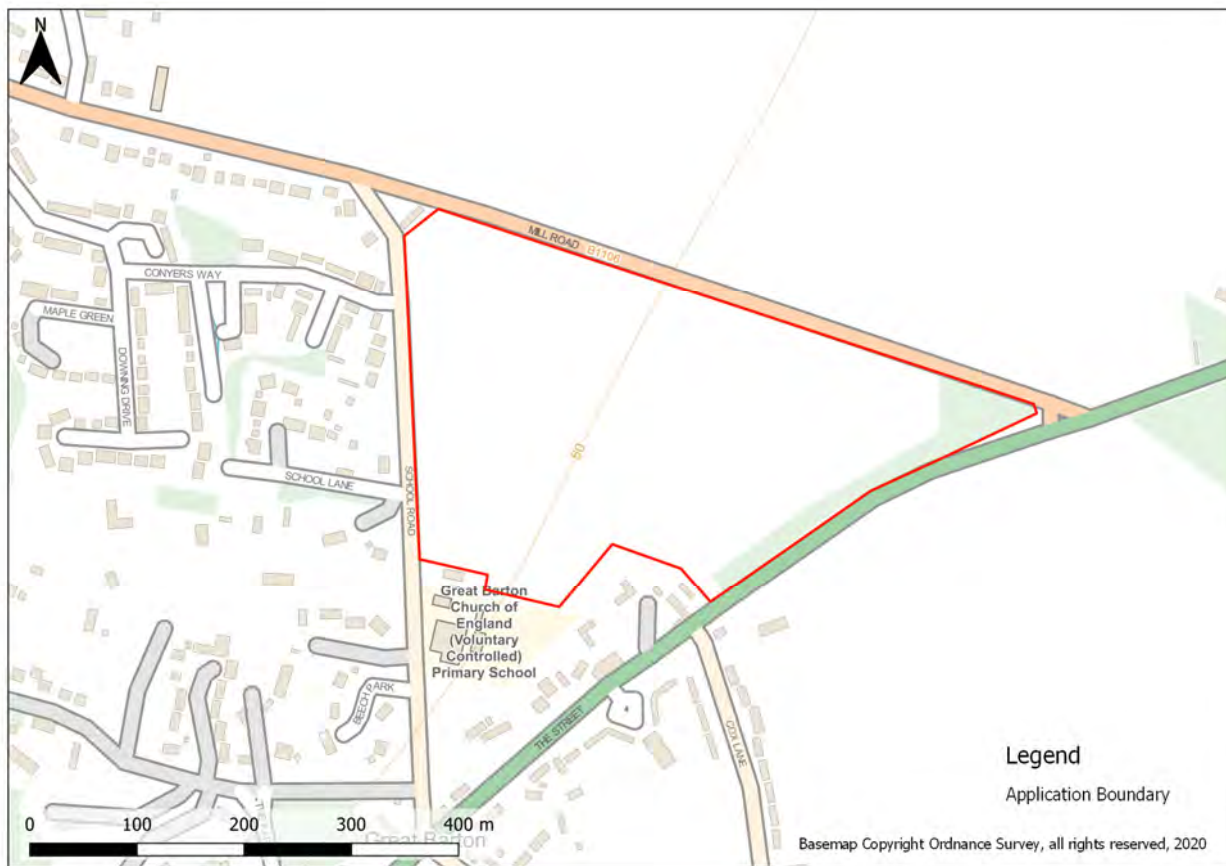 N
MILL ROAD B1106
CONYERS WAY
MAPLE GREEN
DOWNING DRIVE
60
SCHOOL LANE
SCHOOL ROAD
Great Barton
Church of
England
(Voluntary
Controlled)
Primary School
BEECH PARK
THE STREET
COX LANE
Legend
Application Boundary
0 100 200 300 400 m
Great Barton
Basemap Copyright Ordnance Survey, all rights reserved, 2020